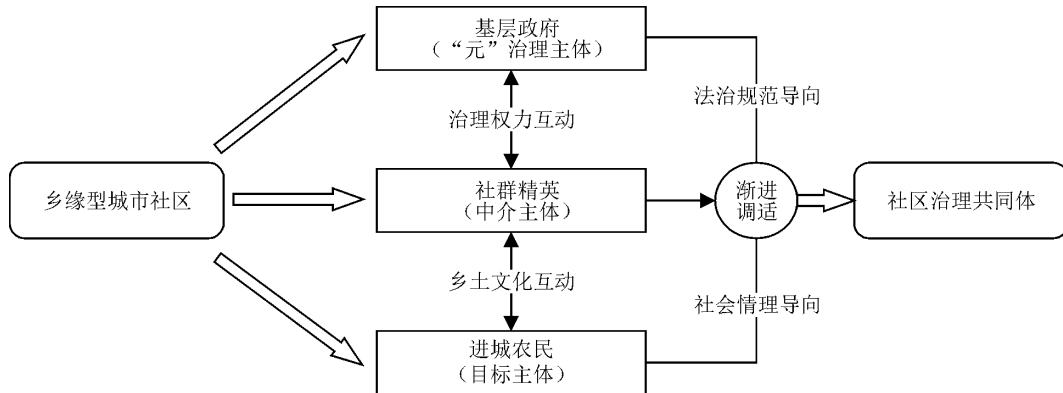 基层政府
（“元”治理主体）
法治规范导向
治理权力互动
乡缘型城市社区
社群精英
（中介主体）
渐进
调适
社区治理共同体
乡土文化互动
社会情理导向
进城农民
（目标主体）